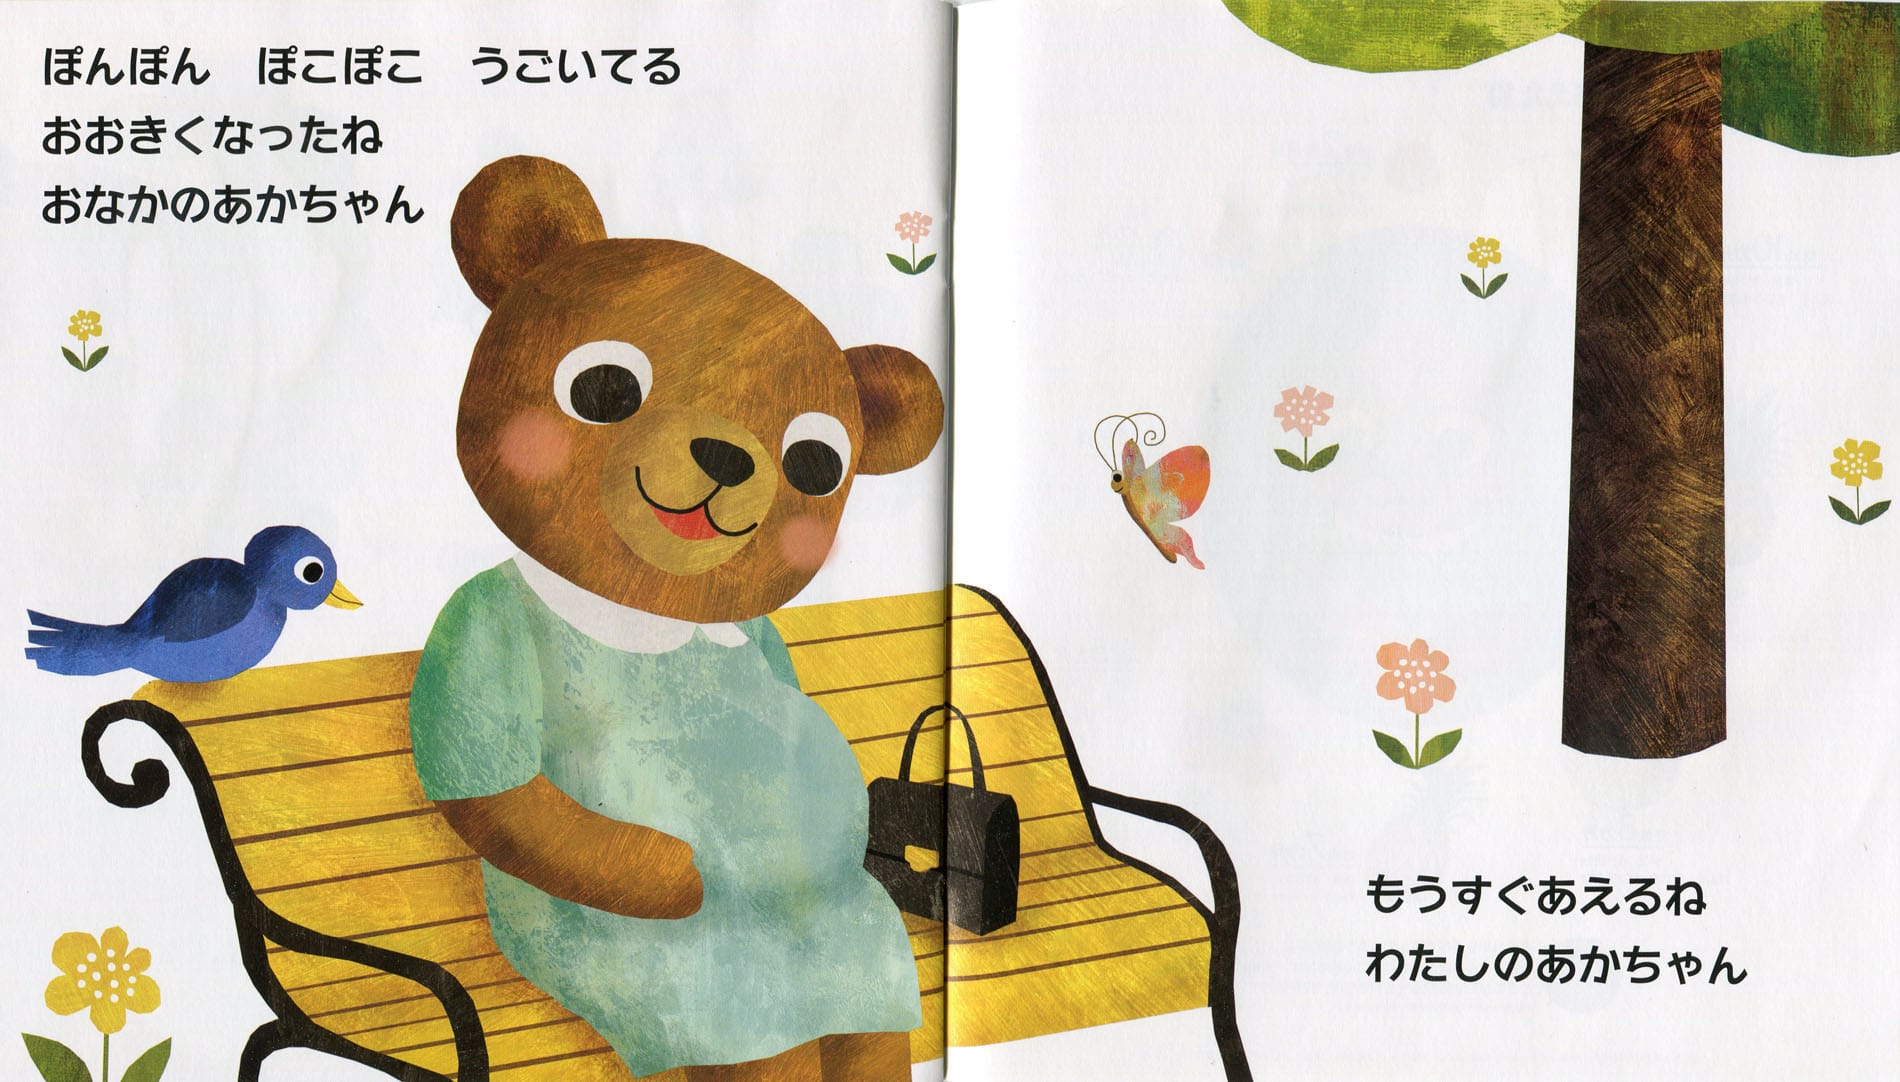 ぽんぽん　ぽこぽこ　うごいてる
おおきくなったね
おなかのあかちゃん
もうすぐあえるね
わたしのあかちゃん